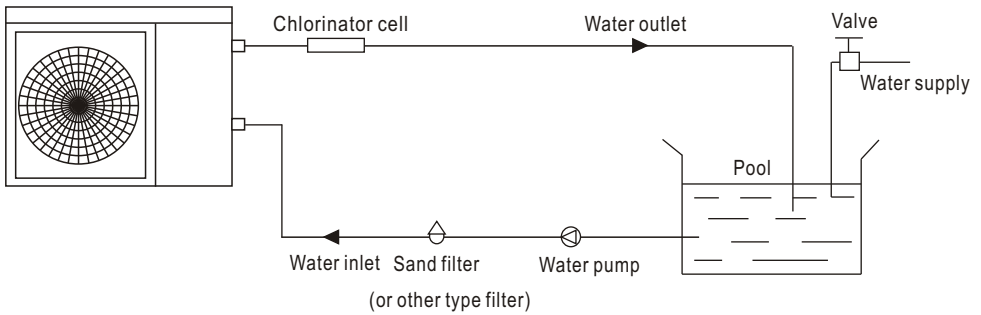 Chlorinator cell
Water outlet
Valve
Water supply
Pool
Water inlet
Sand filter
(or other type filter)
Water pump